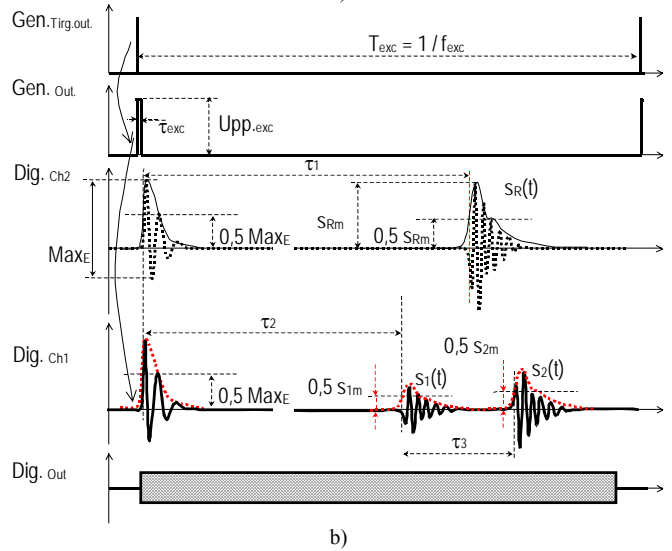 Gen.Tirg.out.
T exc = 1 / f exc
Gen. Out.
τexc
Upp.exc
Dig. Ch2
τ1
sR(t)
MaxE
0,5 MaxE
sRm
0,5 sRm
τ2
Dig. Ch1
0,5 MaxE
0,5 s1m
s1(t)
0,5 s2m
s2(t)
τ3
Dig. Out
b)